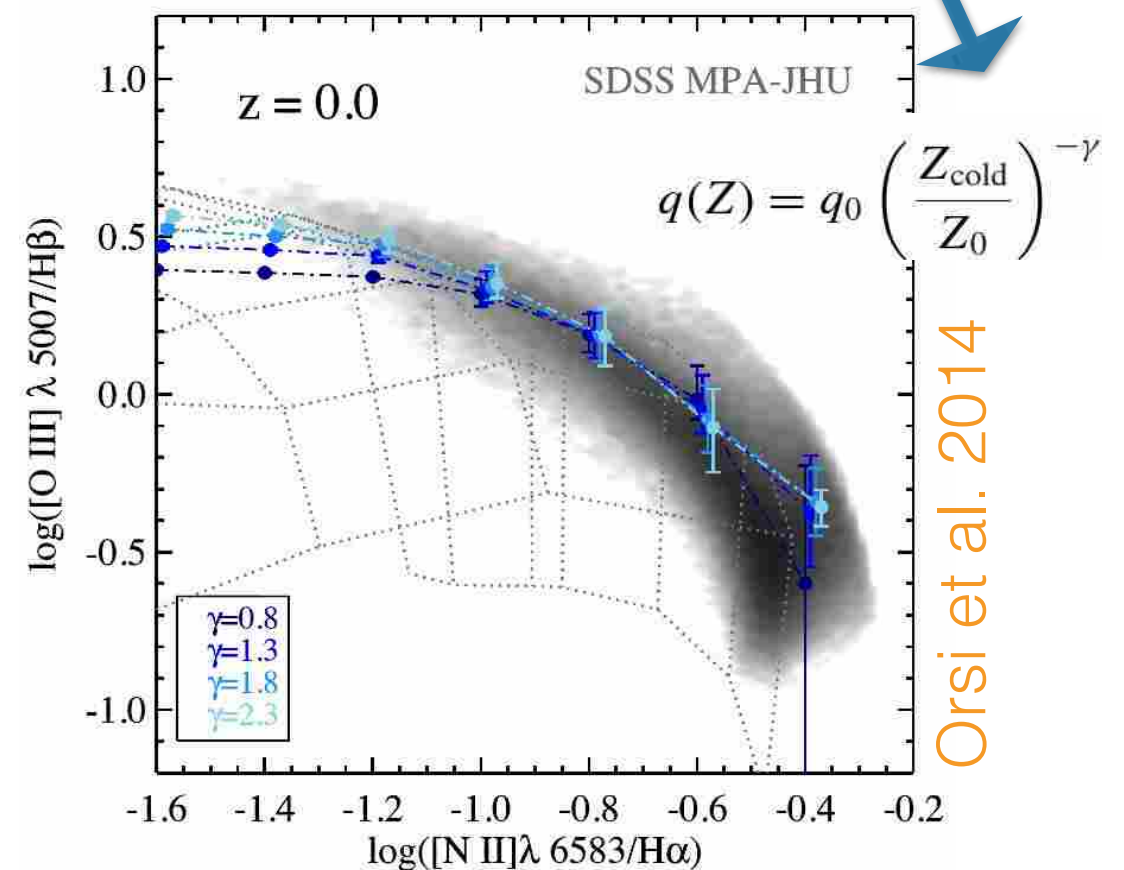 z = 0.0
SDSS MPA-JHU
q(Z) = q₀ (Z_cold / Z₀)^−γ
log([O III] λ 5007/Hβ)
1.0
0.5
0.0
-0.5
-1.0
γ=0.8
γ=1.3
γ=1.8
γ=2.3
-1.6 -1.4 -1.2 -1.0 -0.8 -0.6 -0.4 -0.2
log([N II]λ 6583/Hα)
Orsi et al. 2014